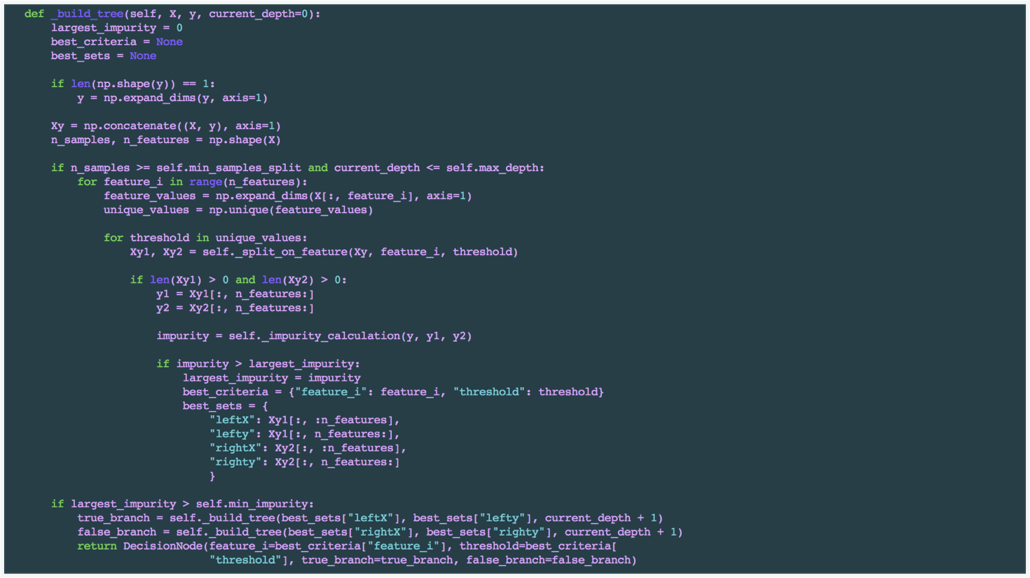 def _build_tree(self, X, y, current_depth=0):
    largest_impurity = 0
    best_criteria = None
    best_sets = None

    if len(np.shape(y)) == 1:
        y = np.expand_dims(y, axis=1)

    Xy = np.concatenate((X, y), axis=1)
    n_samples, n_features = np.shape(X)

    if n_samples >= self.min_samples_split and current_depth <= self.max_depth:
        for feature_i in range(n_features):
            feature_values = np.expand_dims(X[:, feature_i], axis=1)
            unique_values = np.unique(feature_values)

            for threshold in unique_values:
                Xy1, Xy2 = self._split_on_feature(Xy, feature_i, threshold)

                if len(Xy1) > 0 and len(Xy2) > 0:
                    y1 = Xy1[:, n_features:]
                    y2 = Xy2[:, n_features:]

                    impurity = self._impurity_calculation(y, y1, y2)

                    if impurity > largest_impurity:
                        largest_impurity = impurity
                        best_criteria = {"feature_i": feature_i, "threshold": threshold}
                        best_sets = {
                            "leftX": Xy1[:, :n_features],
                            "lefty": Xy1[:, n_features:],
                            "rightX": Xy2[:, :n_features],
                            "righty": Xy2[:, n_features:]
                            }

    if largest_impurity > self.min_impurity:
        true_branch = self._build_tree(best_sets["leftX"], best_sets["lefty"], current_depth + 1)
        false_branch = self._build_tree(best_sets["rightX"], best_sets["righty"], current_depth + 1)
        return DecisionNode(feature_i=best_criteria["feature_i"], threshold=best_criteria[
                            "threshold"], true_branch=true_branch, false_branch=false_branch)